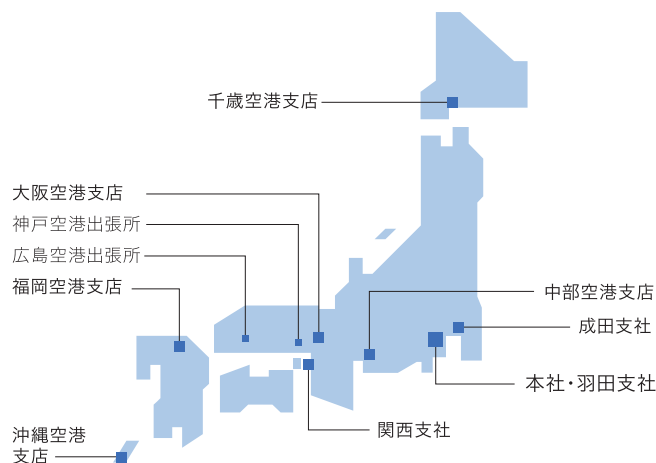 千歳空港支店
大阪空港支店
神戸空港出張所
広島空港出張所
福岡空港支店
中部空港支店
成田支社
本社・羽田支社
関西支社
沖縄空港
支店